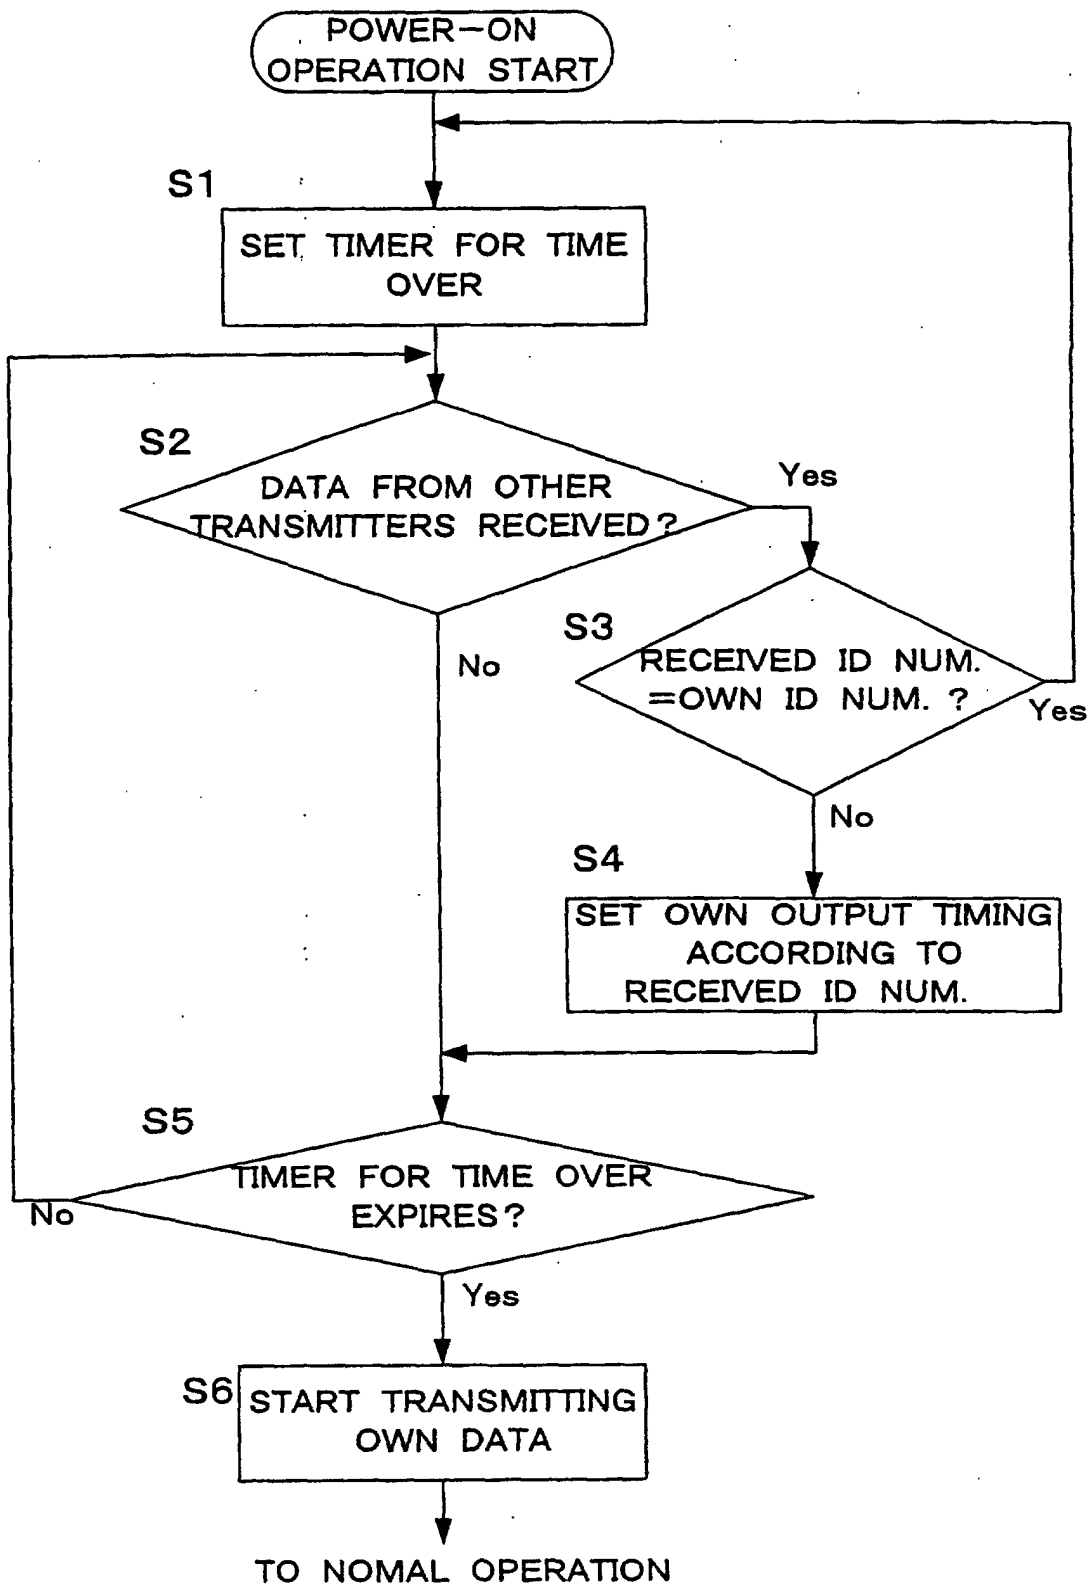 POWER-ON
OPERATION START
S1
SET TIMER FOR TIME
OVER
S2
DATA FROM OTHER
TRANSMITTERS RECEIVED?
Yes
No
S3
RECEIVED ID NUM.
=OWN ID NUM. ?
Yes
No
S4
SET OWN OUTPUT TIMING
ACCORDING TO
RECEIVED ID NUM.
S5
TIMER FOR TIME OVER
EXPIRES?
No
Yes
S6
START TRANSMITTING
OWN DATA
TO NOMAL OPERATION